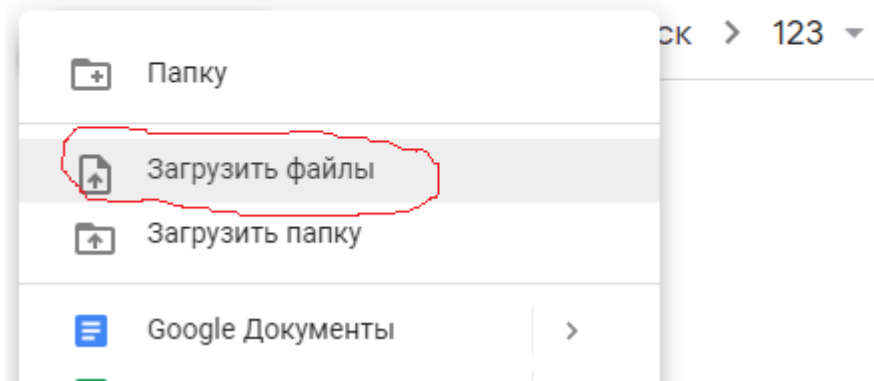 ск > 123
Папку
Загрузить файлы
Загрузить папку
Google Документы